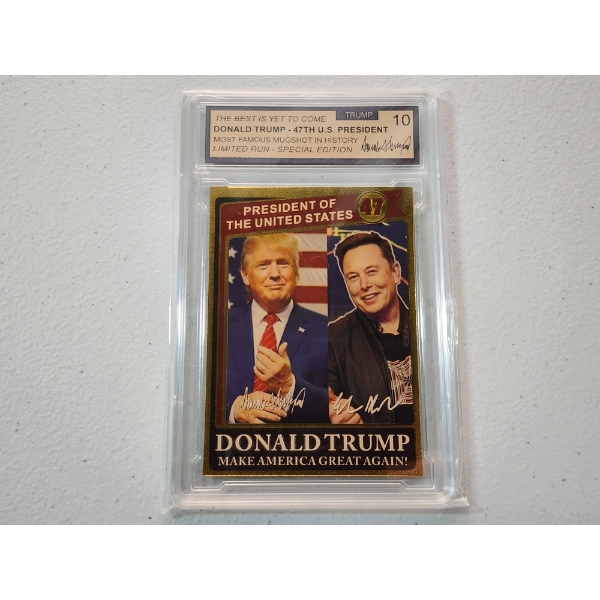 THE BEST IS YET TO COME
TRUMP
10
DONALD TRUMP - 47TH U.S. PRESIDENT
MOST FAMOUS MUGSHOT IN HISTORY
LIMITED RUN - SPECIAL EDITION
PRESIDENT OF
THE UNITED STATES
47
DONALD TRUMP
MAKE AMERICA GREAT AGAIN!